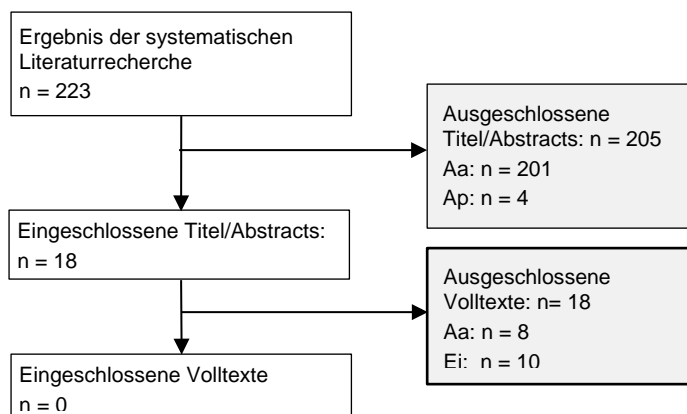 Ergebnis der systematischen
Literaturrecherche
n = 223
Ausgeschlossene
Titel/Abstracts: n = 205
Aa: n = 201
Ap: n = 4
Eingeschlossene Titel/Abstracts:
n = 18
Ausgeschlossene
Volltexte: n= 18
Aa: n = 8
Ei: n = 10
Eingeschlossene Volltexte
n = 0